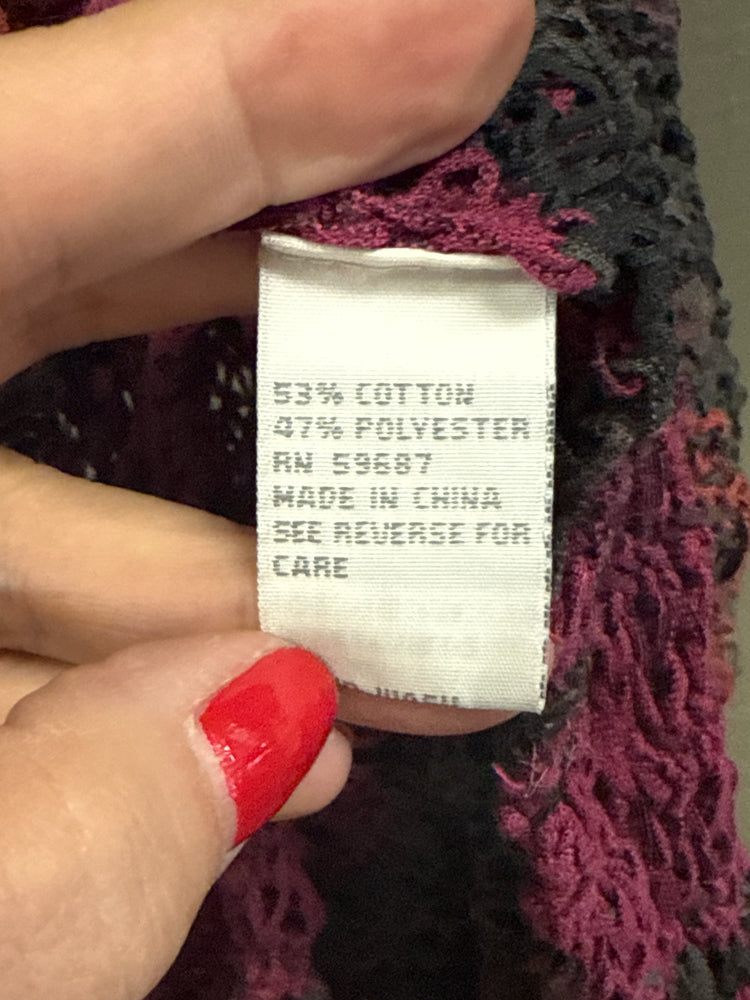 53% COTTON
47% POLYESTER
RN 59687
MADE IN CHINA
SEE REVERSE FOR
CARE